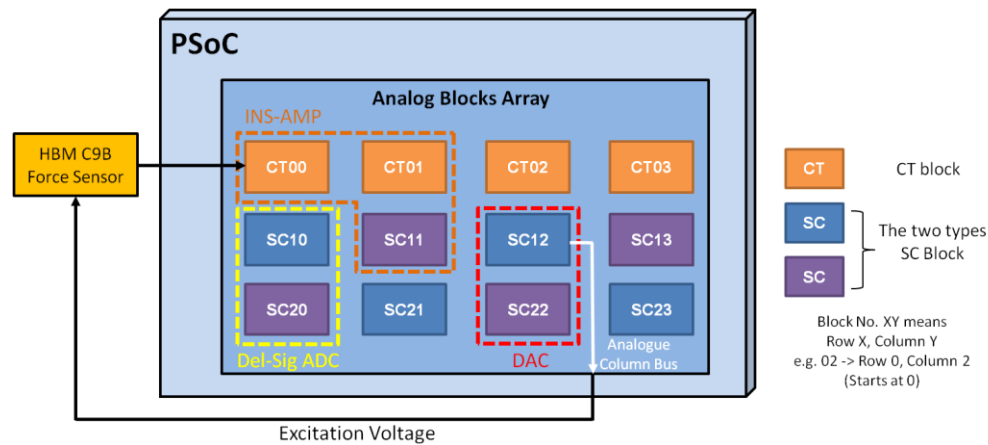 PSoC
Analog Blocks Array
INS-AMP
HBM C9B
Force Sensor
CT00
CT01
CT02
CT03
SC10
SC11
SC12
SC13
SC20
SC21
SC22
SC23
Del-Sig ADC
DAC
Analogue
Column Bus
Excitation Voltage
CT
CT block
SC
SC
The two types
SC Block
Block No. XY means
Row X, Column Y
e.g. 02 -> Row 0, Column 2
(Starts at 0)